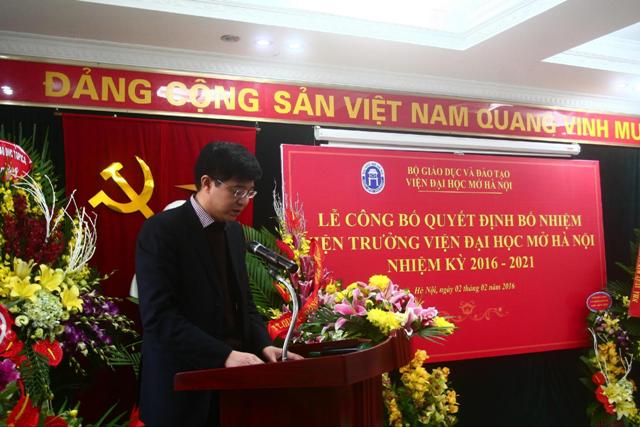 ĐẢNG CỘNG SẢN VIỆT NAM QUANG VINH
BỘ GIÁO DỤC VÀ ĐÀO TẠO
VIỆN ĐẠI HỌC MỞ HÀ NỘI
LỄ CÔNG BỐ QUYẾT ĐỊNH BỔ NHIỆM
VIỆN TRƯỞNG VIỆN ĐẠI HỌC MỞ HÀ NỘI
NHIỆM KỲ 2016 - 2021
Hà Nội, ngày 02 tháng 02 năm 2016